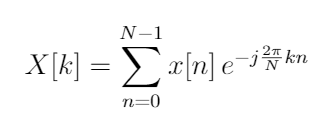 X[k] = \sum_{n=0}^{N-1} x[n] e^{-j\frac{2\pi}{N}kn}